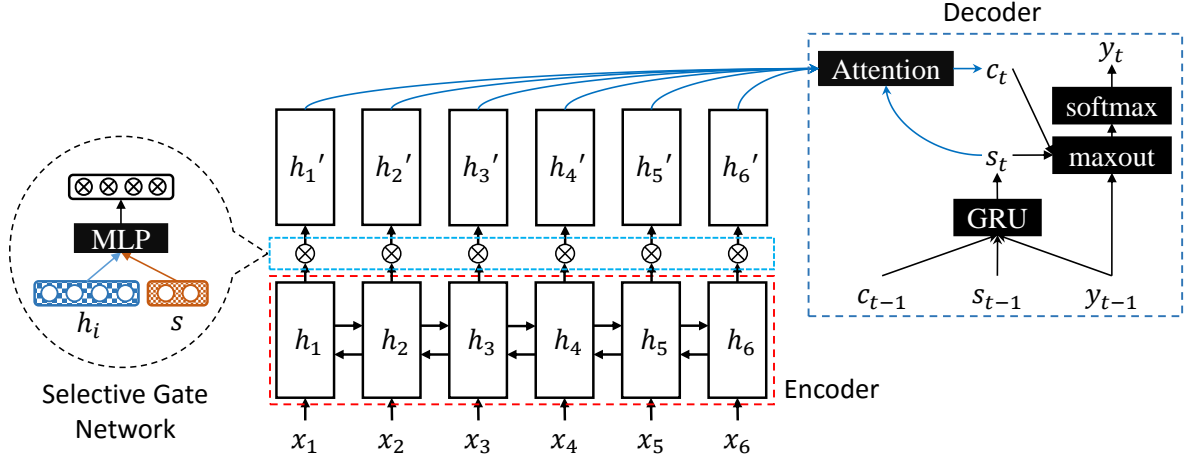 Decoder
Attention
c_t
y_t
softmax
maxout
s_t
GRU
c_{t−1}
s_{t−1}
y_{t−1}
h_1′
h_2′
h_3′
h_4′
h_5′
h_6′
MLP
h_i
s
Selective Gate
Network
h_1
h_2
h_3
h_4
h_5
h_6
Encoder
x_1
x_2
x_3
x_4
x_5
x_6